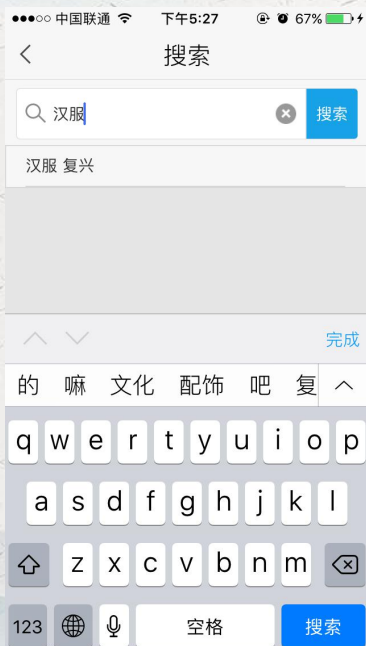 中国联通 下午5:27 67%
搜索
汉服 搜索
汉服 复兴
完成
的 嘛 文化 配饰 吧 复
q w e r t y u i o p
a s d f g h j k l
z x c v b n m
123 空格 搜索